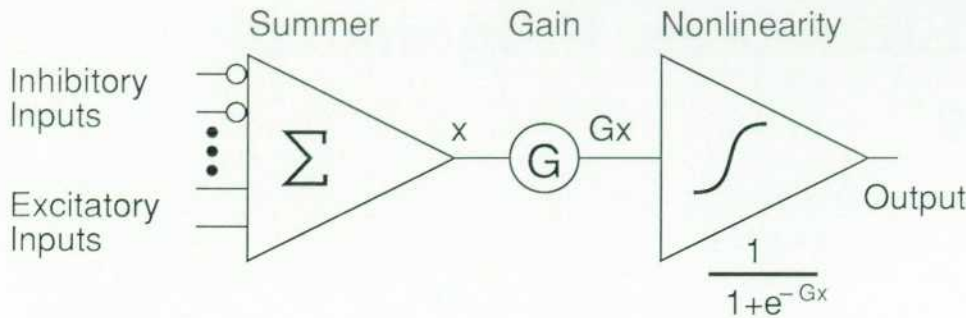 Summer Gain Nonlinearity
Inhibitory
Inputs
Σ
x
G
Gx
Excitatory
Inputs
Output
1
1+e^-Gx